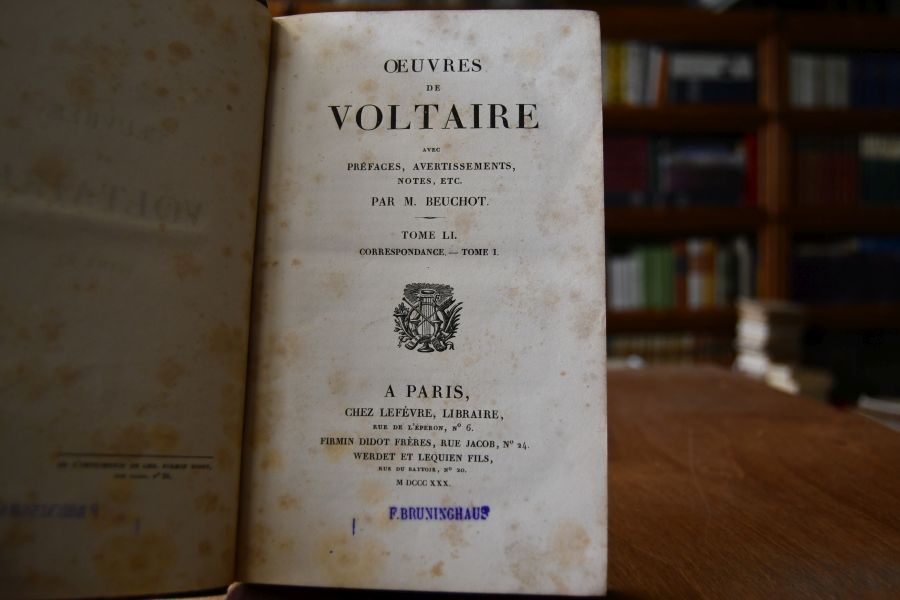 ŒUVRES
DE
VOLTAIRE
AVEC
PRÉFACES, AVERTISSEMENTS,
NOTES, ETC.
PAR M. BEUCHOT.
TOME LI.
CORRESPONDANCE. — TOME I.
A PARIS,
CHEZ LEFÈVRE, LIBRAIRE,
RUE DE L'ÉPERON, Nº 6.
FIRMIN DIDOT FRÈRES, RUE JACOB, Nº 24.
WERDET ET LEQUIEN FILS,
RUE DU BATTOIR, Nº 20.
M DCCC XXX.
F. BRUNINGHAUS